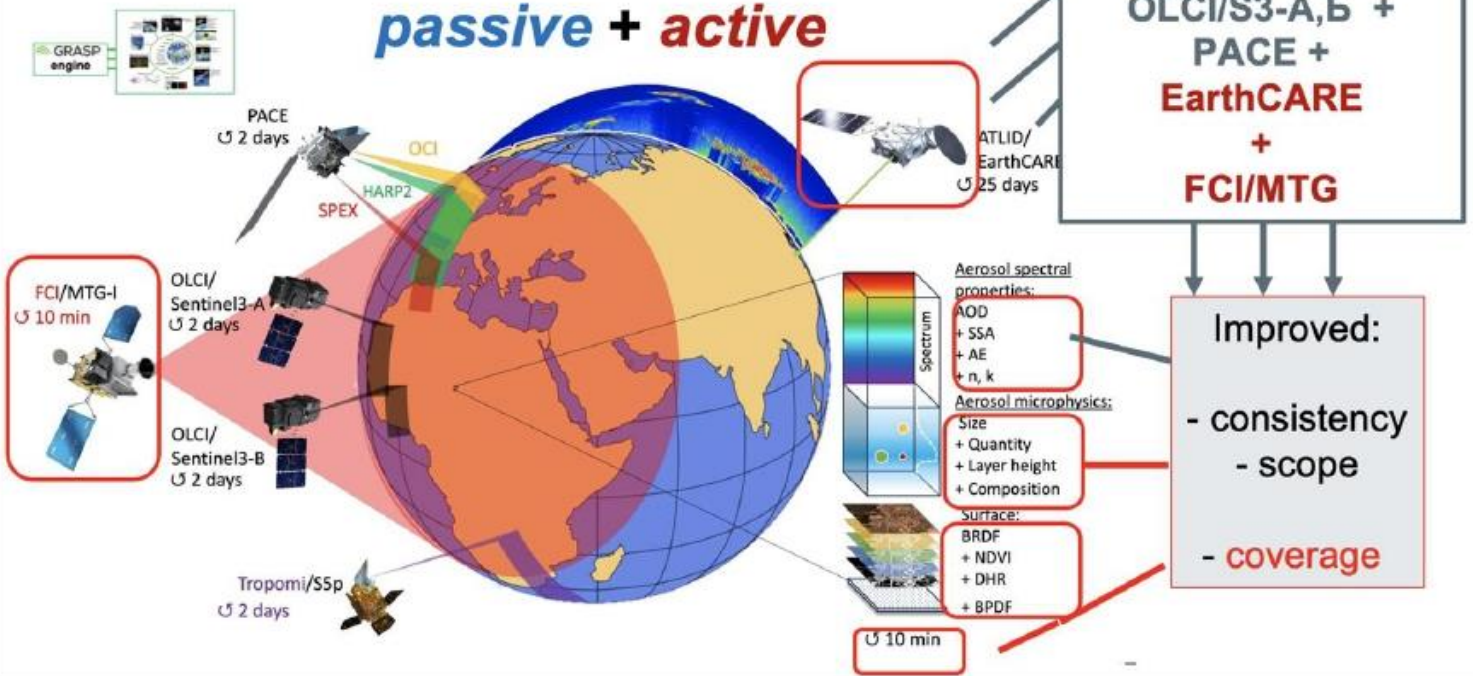 passive + active
GRASP
engine
PACE
↺ 2 days
OCI
HARP2
SPEX
ATLID/
EarthCARE
↺ 25 days
OLCI/S3-A,Б +
PACE +
EarthCARE
+
FCI/MTG
FCI/MTG-I
↺ 10 min
OLCI/
Sentinel3-A
↺ 2 days
OLCI/
Sentinel3-B
↺ 2 days
Tropomi/S5p
↺ 2 days
Spectrum
Aerosol spectral
properties:
AOD
+ SSA
+ AE
+ n, k
Aerosol microphysics:
Size
+ Quantity
+ Layer height
+ Composition
Surface:
BRDF
+ NDVI
+ DHR
+ BPDF
↺ 10 min
Improved:
- consistency
- scope
- coverage